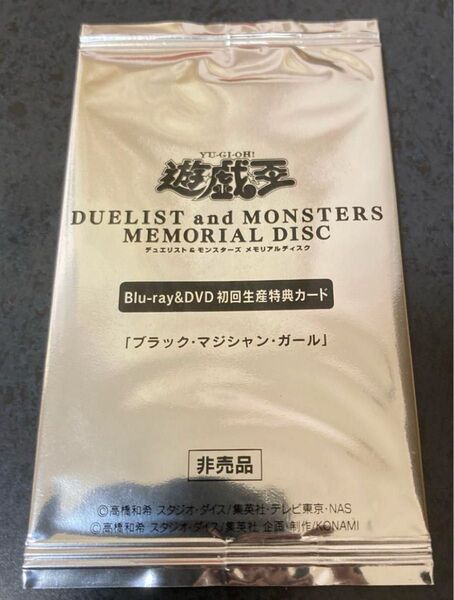 YU-GI-OH!
遊戯王
DUELIST and MONSTERS
MEMORIAL DISC
デュエリスト&モンスターズ メモリアルディスク
Blu-ray&DVD 初回生産特典カード
「ブラック・マジシャン・ガール」
非売品
©高橋和希 スタジオ・ダイス/集英社・テレビ東京・NAS
©高橋和希 スタジオ・ダイス/集英社 企画・制作/KONAMI